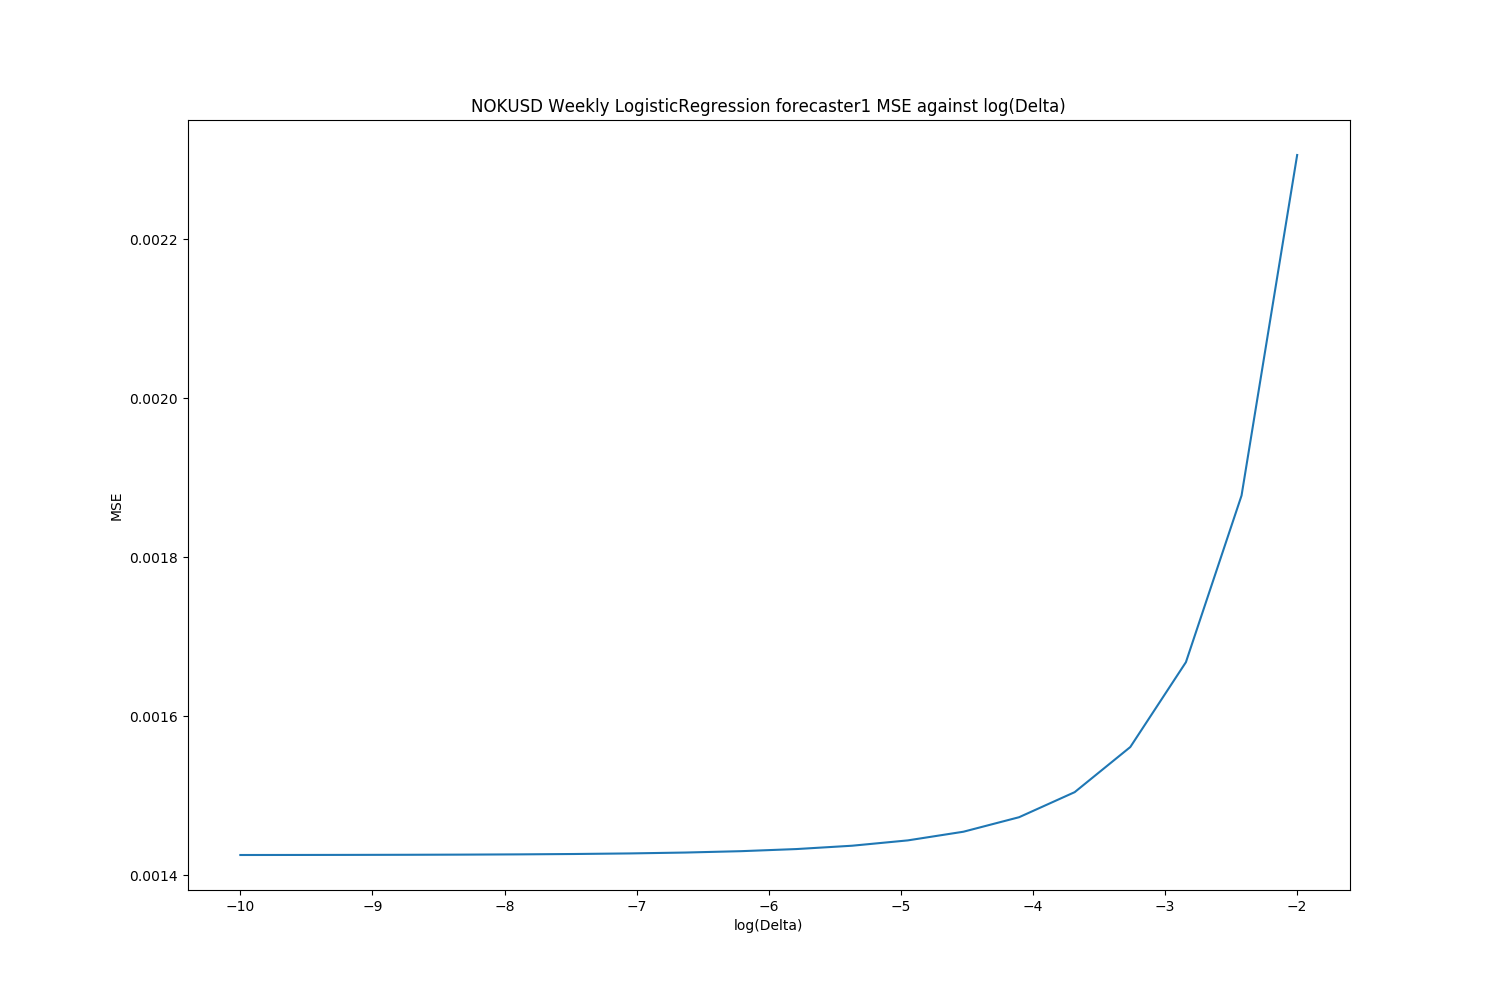 NOKUSD Weekly LogisticRegression forecaster1 MSE against log(Delta)
0.0022
0.0020
0.0018
0.0016
0.0014
MSE
−10 −9 −8 −7 −6 −5 −4 −3 −2
log(Delta)